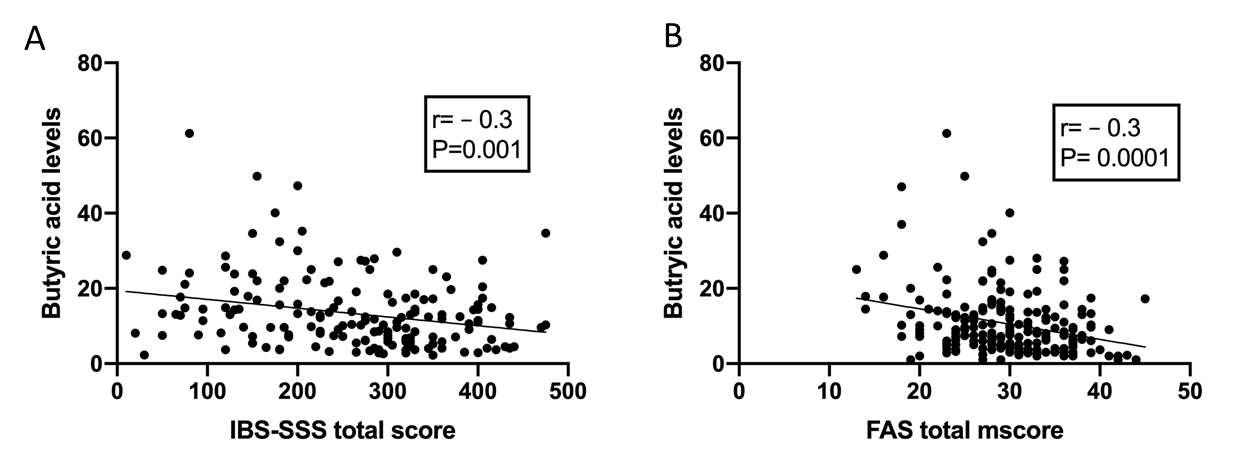 A
80
60
40
20
0
Butyric acid levels
r= − 0.3
P=0.001
0 100 200 300 400 500
IBS-SSS total score
B
80
60
40
20
0
Butryic acid levels
r= − 0.3
P= 0.0001
0 10 20 30 40 50
FAS total mscore